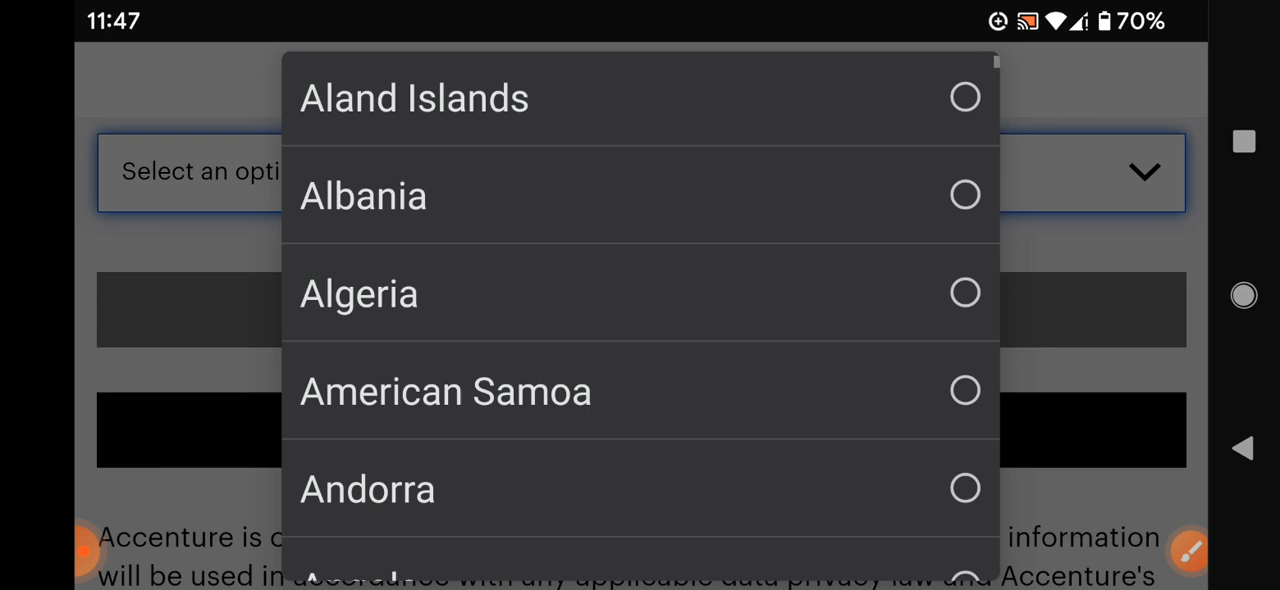 11:47
70%
Aland Islands
Select an opti
Albania
Algeria
American Samoa
Andorra
Accenture is information
will be used in accordance with any applicable data privacy law and Accenture's